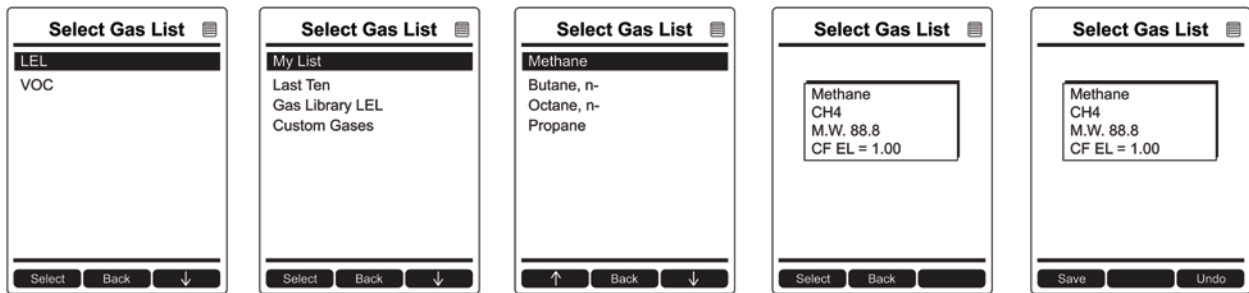 Select Gas List
LEL
VOC
Select Back ↓
Select Gas List
My List
Last Ten
Gas Library LEL
Custom Gases
Select Back ↓
Select Gas List
Methane
Butane, n-
Octane, n-
Propane
↑ Back ↓
Select Gas List
Methane
CH4
M.W. 88.8
CF EL = 1.00
Select Back
Select Gas List
Methane
CH4
M.W. 88.8
CF EL = 1.00
Save Undo